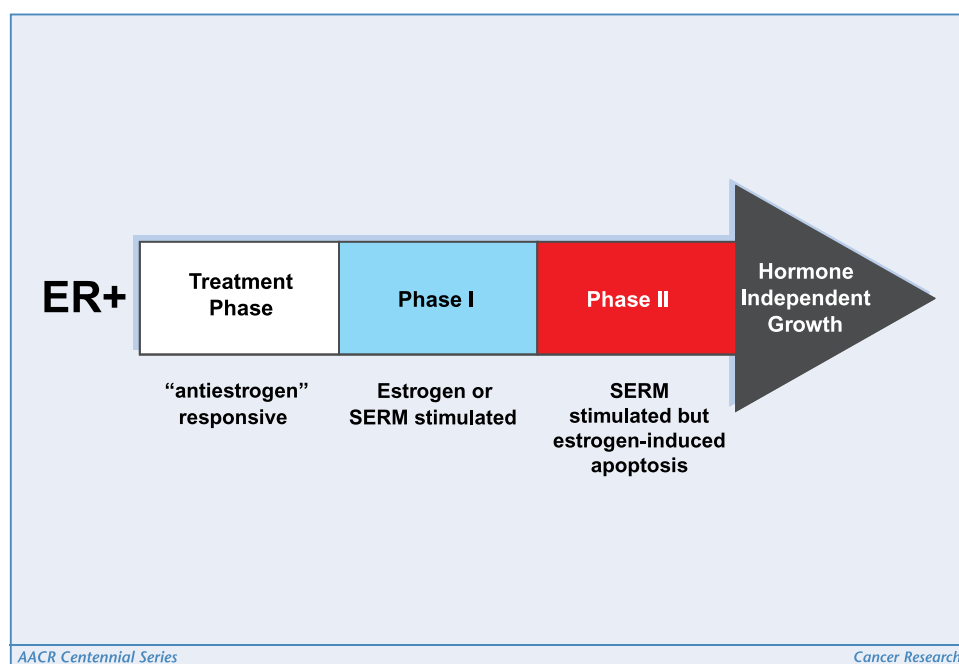 ER+
Treatment
Phase
Phase I
Phase II
Hormone
Independent
Growth
“antiestrogen”
responsive
Estrogen or
SERM stimulated
SERM
stimulated but
estrogen-induced
apoptosis
AACR Centennial Series
Cancer Research